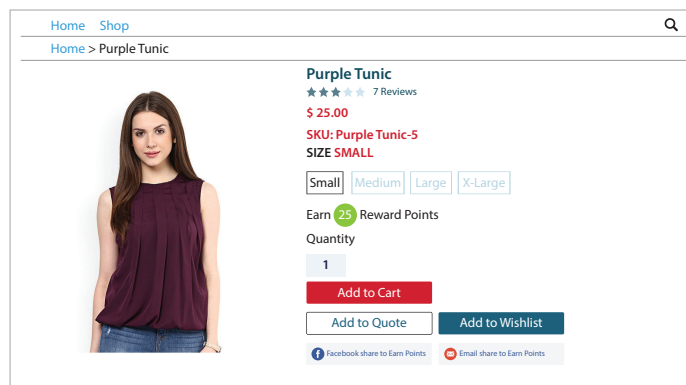 Home Shop
Home > Purple Tunic
Purple Tunic
7 Reviews
$ 25.00
SKU: Purple Tunic-5
SIZE SMALL
Small Medium Large X-Large
Earn 25 Reward Points
Quantity
1
Add to Cart
Add to Quote Add to Wishlist
f Facebook share to Earn Points Email share to Earn Points